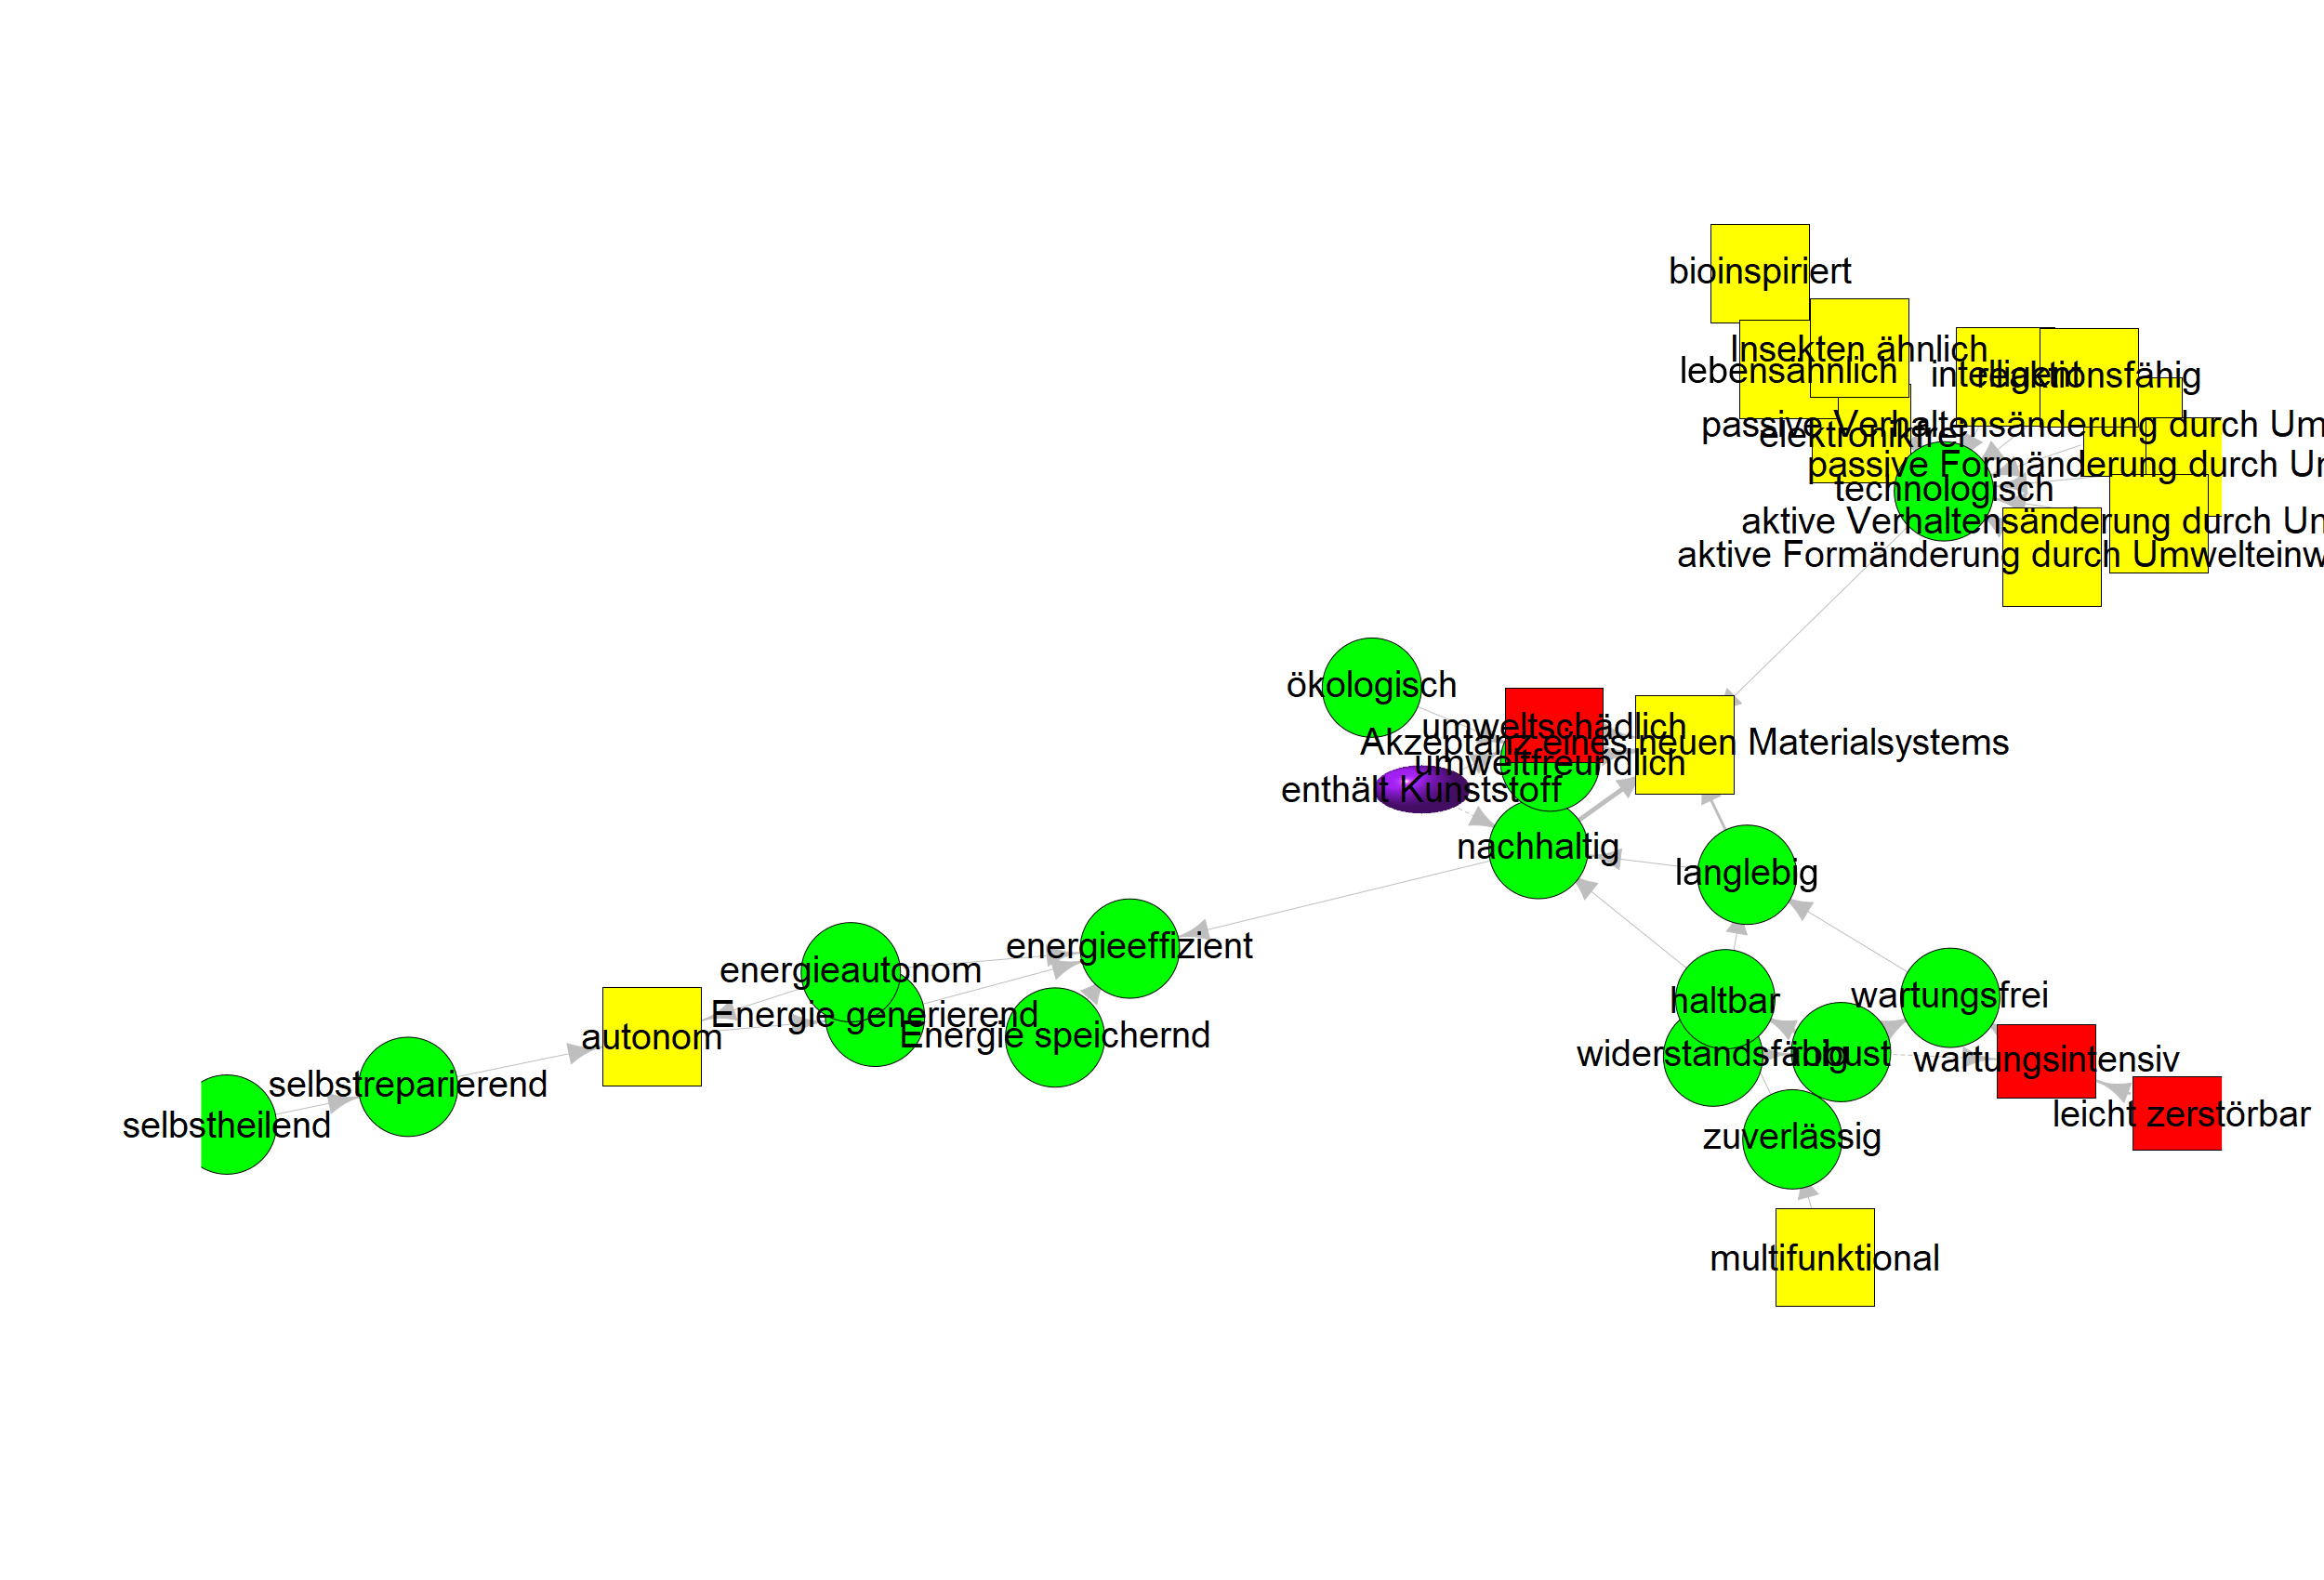 bioinspiriert
Insekten ähnlich
lebensähnlich
intelligent
reaktionsfähig
passive Verhaltensänderung durch Um
elektronikfrei
passive Formänderung durch Um
technologisch
aktive Verhaltensänderung durch Um
aktive Formänderung durch Umwelteinw
ökologisch
umweltschädlich
Akzeptanz eines neuen Materialsystems
umweltfreundlich
enthält Kunststoff
nachhaltig
langlebig
energieeffizient
energieautonom
wartungsfrei
haltbar
Energie generierend
Energie speichernd
autonom
widerstandsfähig
robust
wartungsintensiv
selbstreparierend
leicht zerstörbar
selbstheilend
zuverlässig
multifunktional